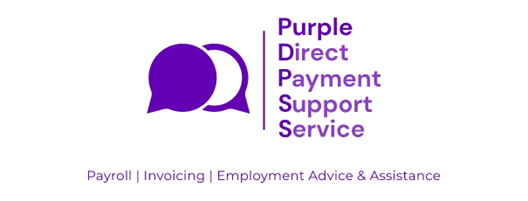 Purple
Direct
Payment
Support
Service
Payroll | Invoicing | Employment Advice & Assistance